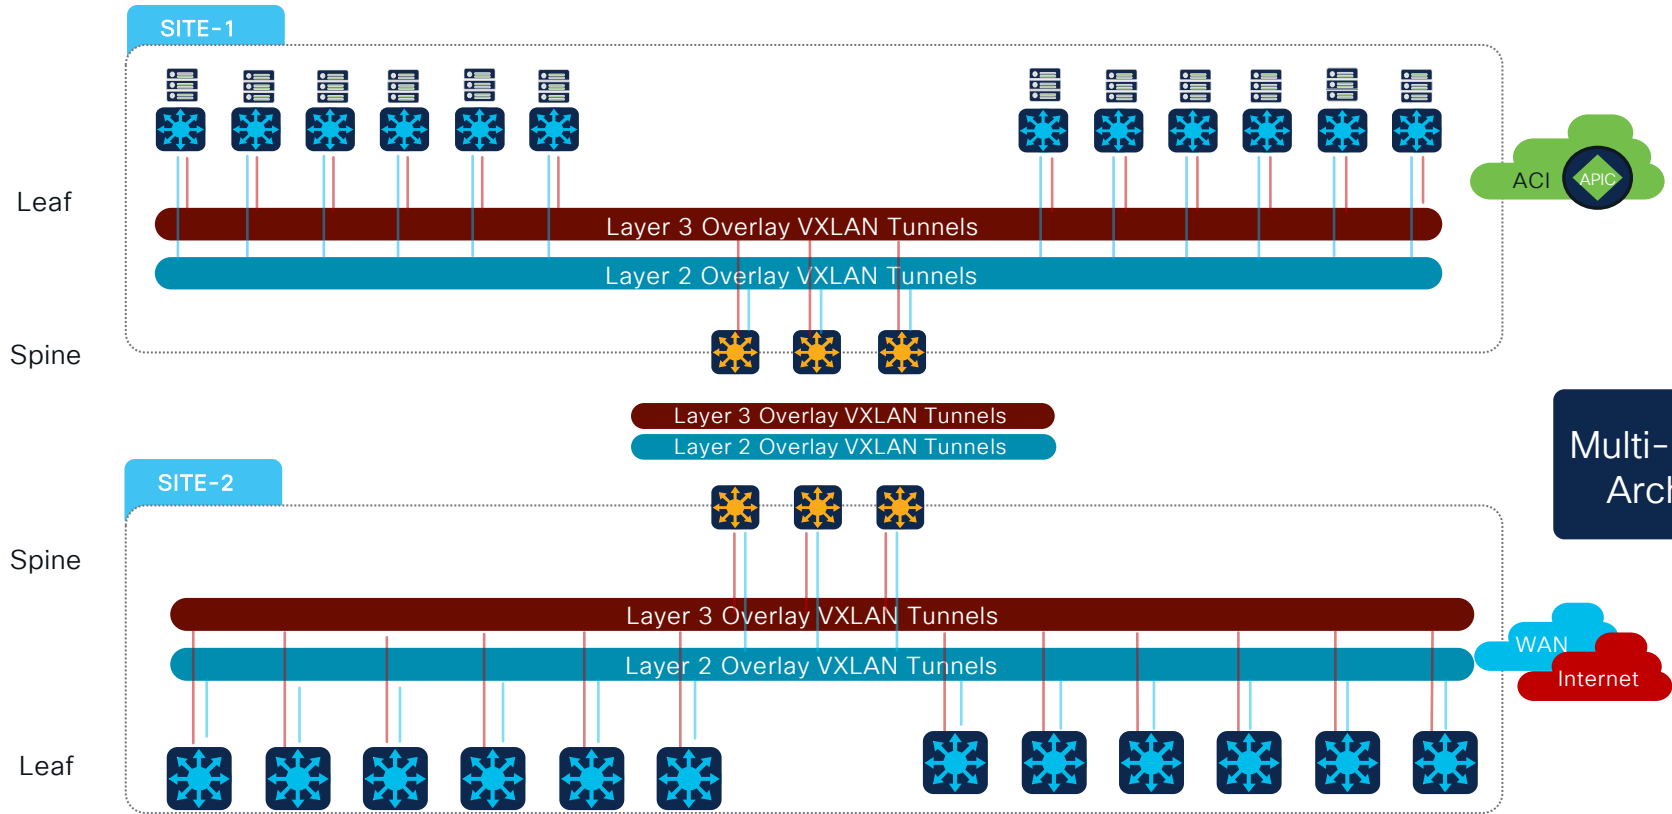 SITE-1
Leaf
ACI
APIC
Layer 3 Overlay VXLAN Tunnels
Layer 2 Overlay VXLAN Tunnels
Spine
Layer 3 Overlay VXLAN Tunnels
Layer 2 Overlay VXLAN Tunnels
Multi-
Arch
SITE-2
Spine
Layer 3 Overlay VXLAN Tunnels
WAN
Layer 2 Overlay VXLAN Tunnels
Internet
Leaf